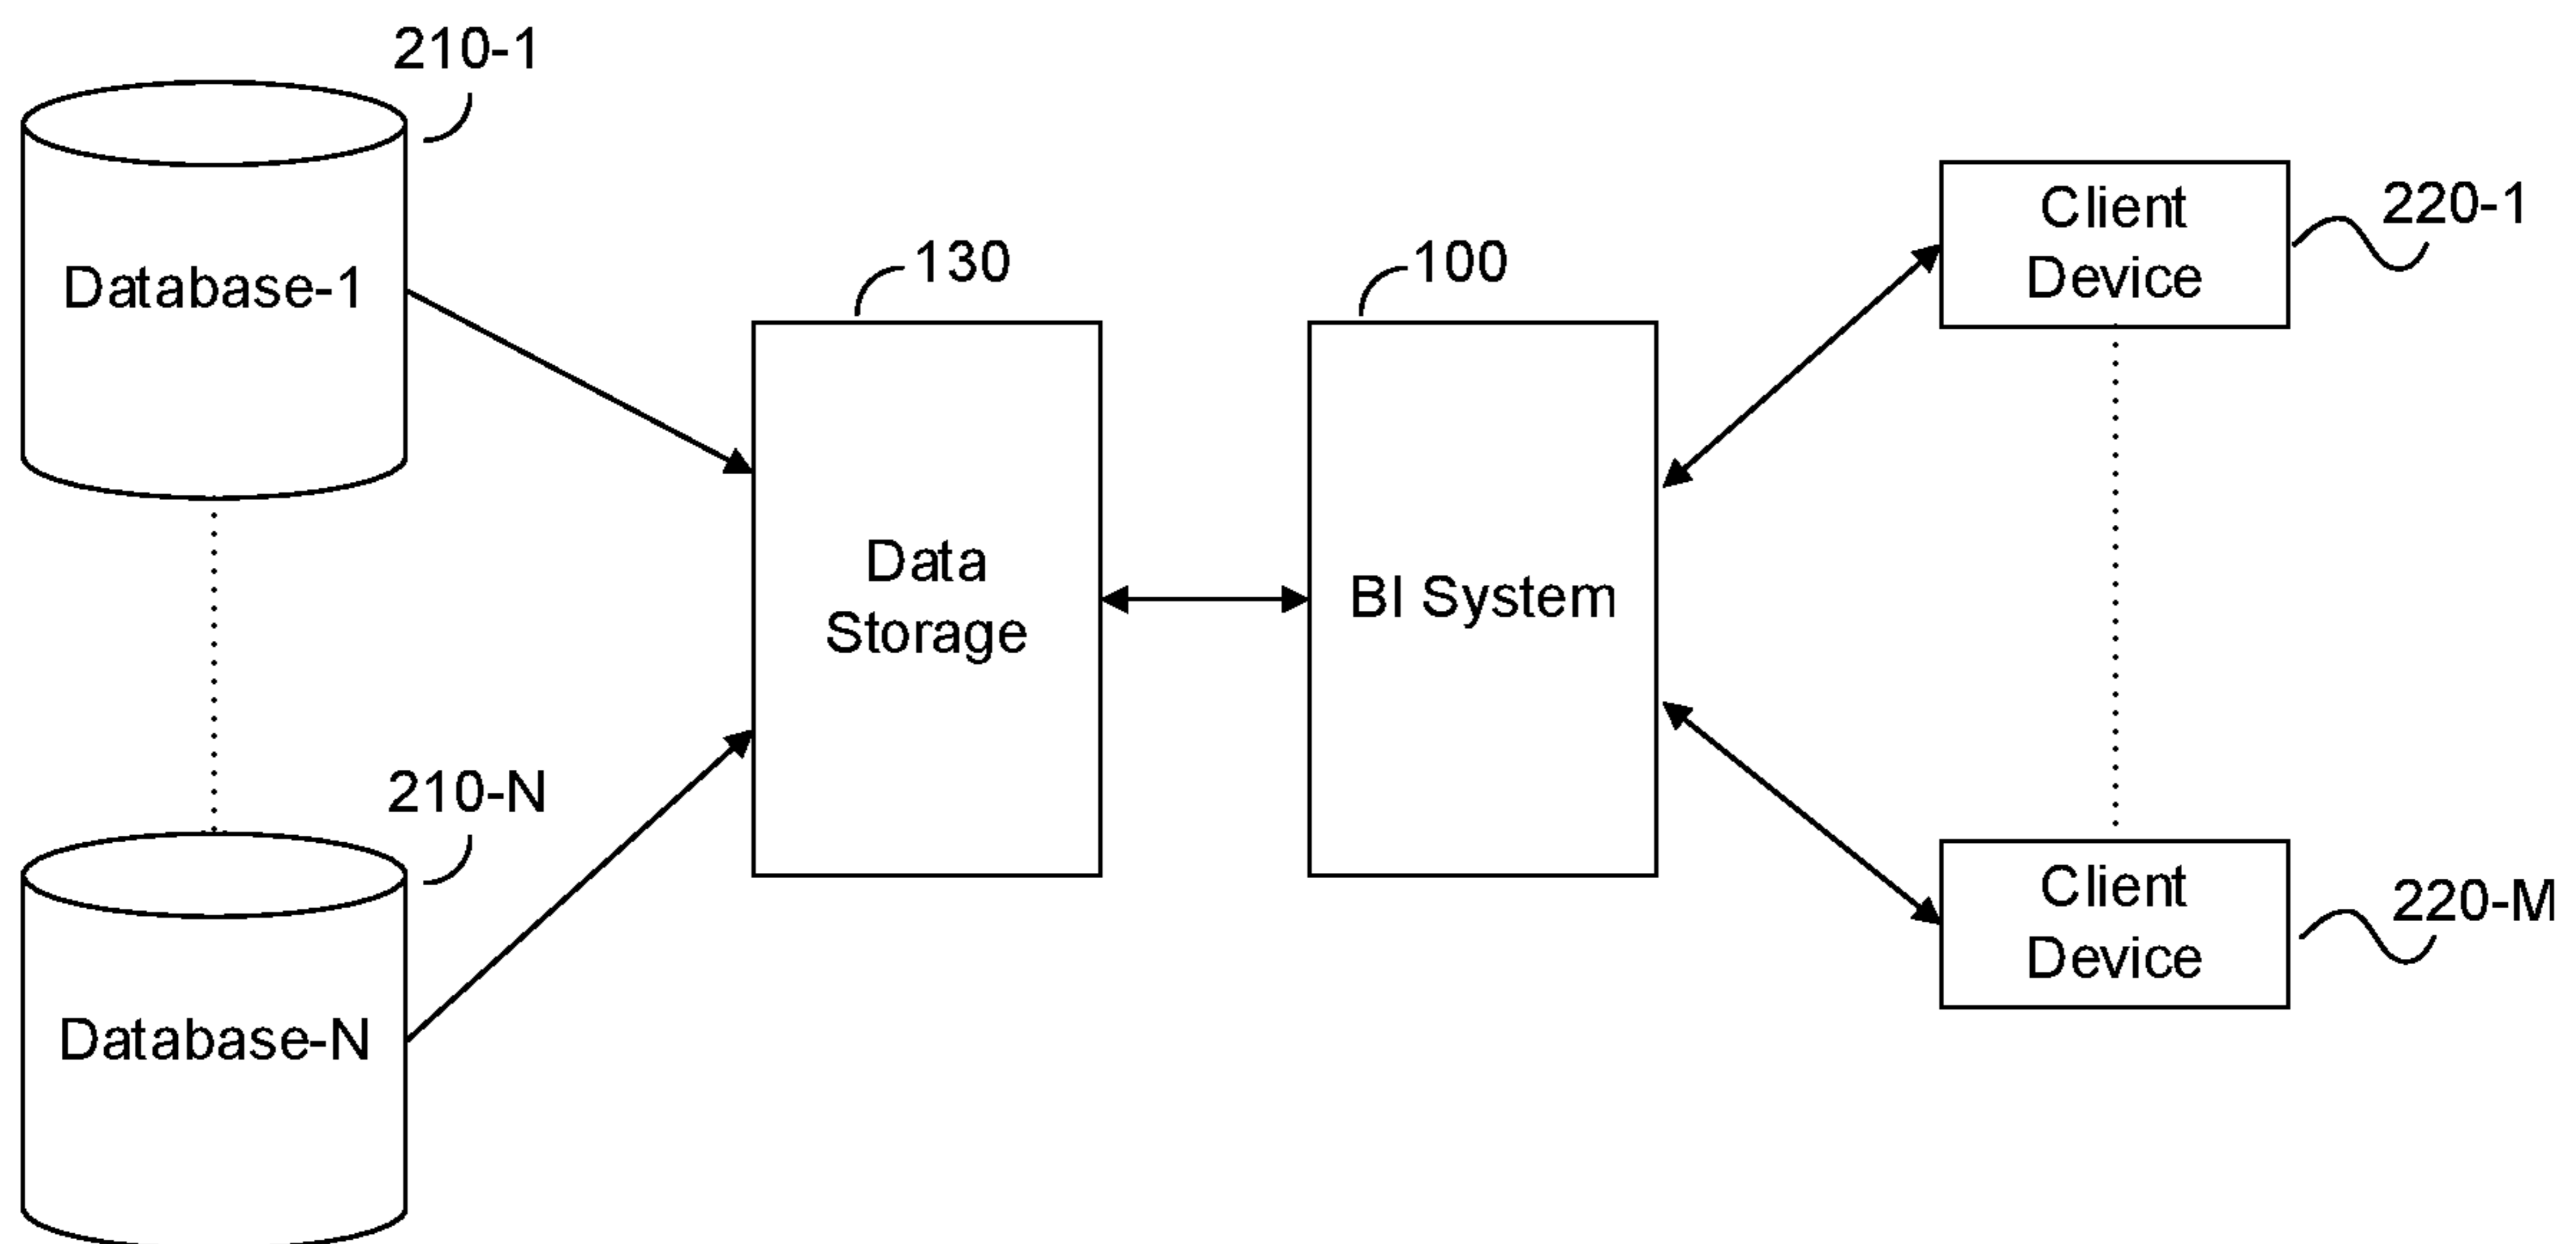 210-1
Database-1
130
100
Client
Device
220-1
Data
Storage
BI System
210-N
Database-N
Client
Device
220-M